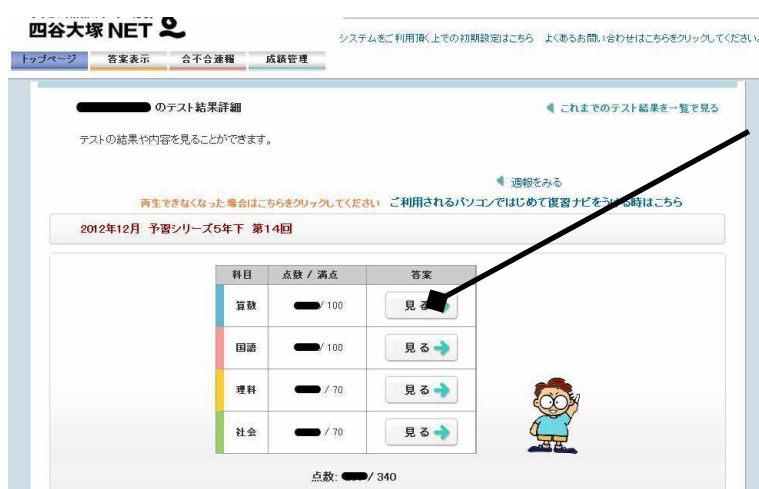 四谷大塚 NET
システムをご利用頂く上での初期設定はこちら よくあるお問い合わせはこちらをクリックしてください。
トップページ 答案表示 合不合速報 成績管理
のテスト結果詳細
これまでのテスト結果を一覧で見る
テストの結果や内容を見ることができます。
週報をみる
再生できなくなった場合はこちらをクリックしてください ご利用されるパソコンではじめて復習ナビをうける時はこちら
2012年12月 予習シリーズ5年下 第14回
科目 点数 / 満点 答案
算数 / 100 見る
国語 / 100 見る
理科 / 70 見る
社会 / 70 見る
点数: / 340